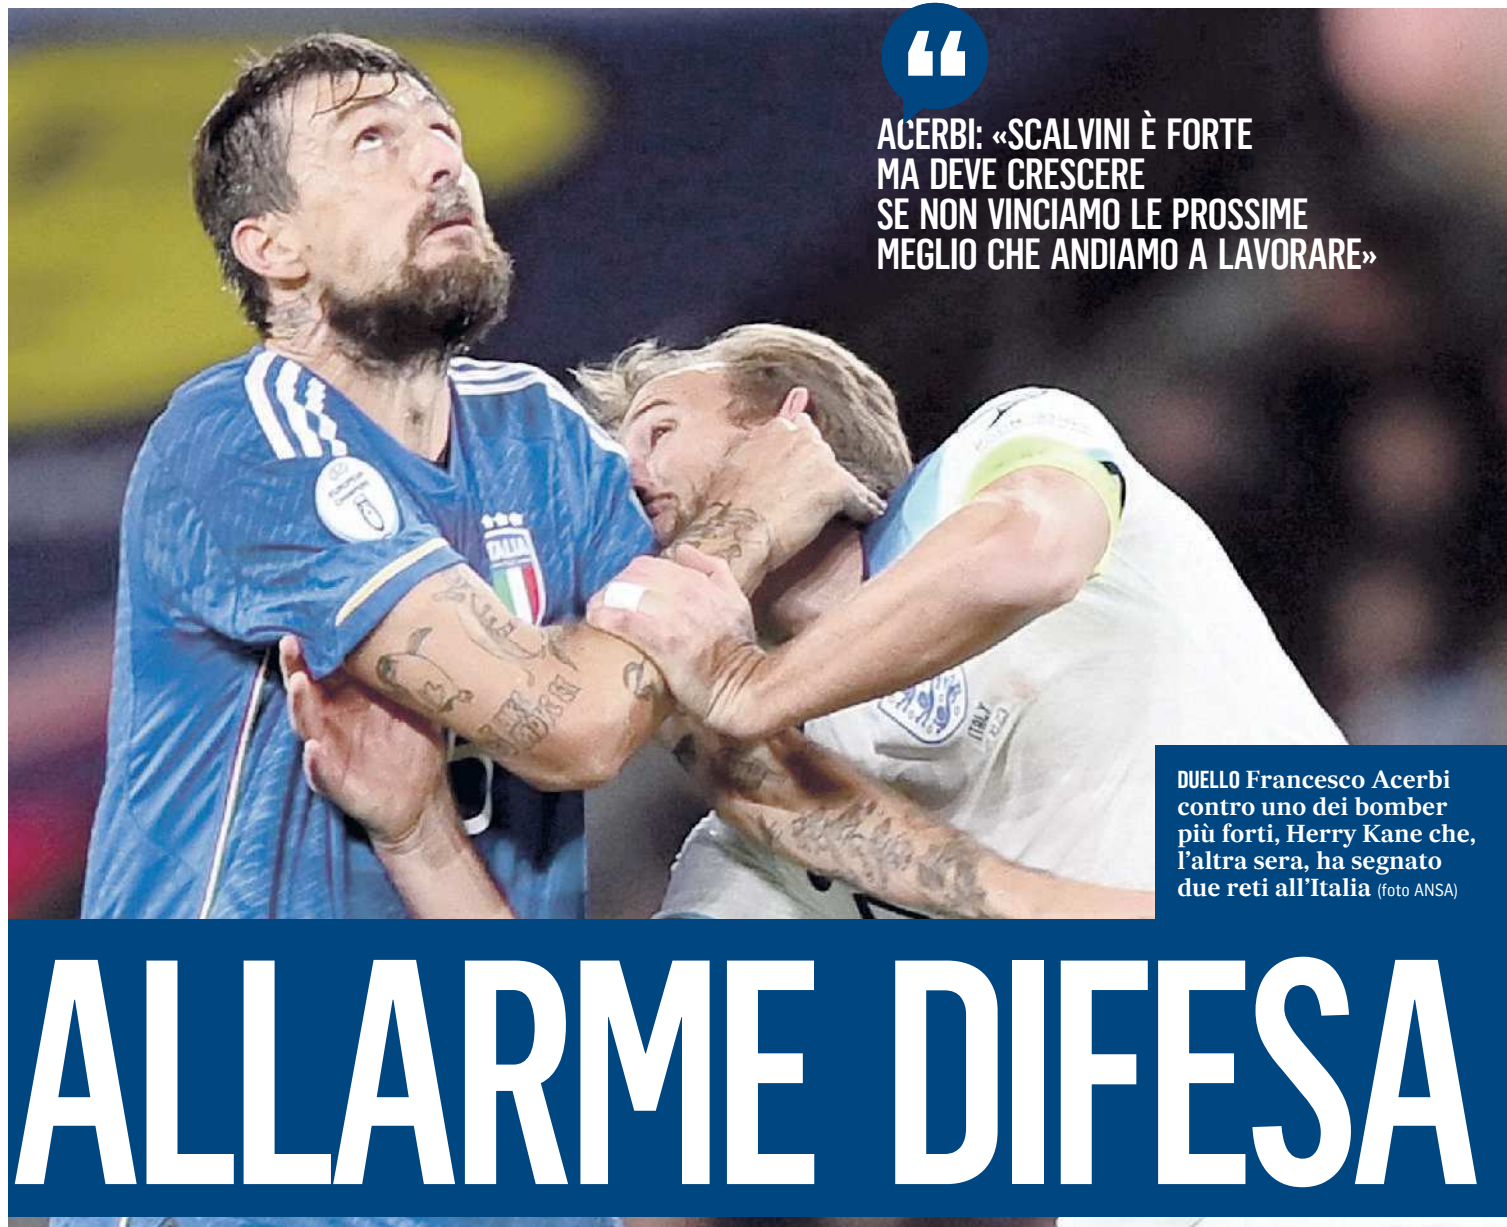 “
ACERBI: «SCALVINI È FORTE
MA DEVE CRESCERE
SE NON VINCIAMO LE PROSSIME
MEGLIO CHE ANDIAMO A LAVORARE»
ITALIA
ITALY
DUELLO Francesco Acerbi
contro uno dei bomber
più forti, Herry Kane che,
l’altra sera, ha segnato
due reti all’Italia (foto ANSA)
ALLARME DIFESA